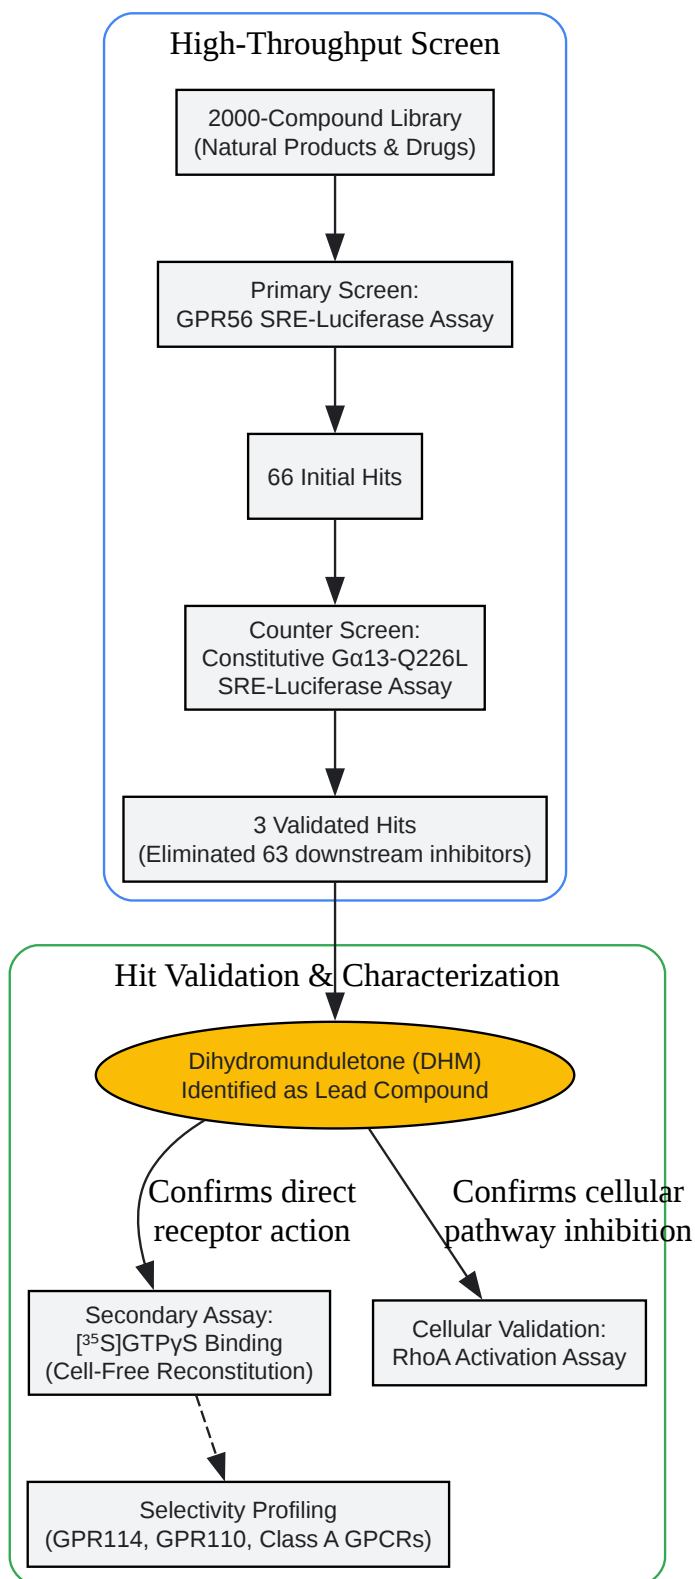 High-Throughput Screen
2000-Compound Library
(Natural Products & Drugs)
Primary Screen:
GPR56 SRE-Luciferase Assay
66 Initial Hits
Counter Screen:
Constitutive Gα13-Q226L
SRE-Luciferase Assay
3 Validated Hits
(Eliminated 63 downstream inhibitors)
Hit Validation & Characterization
Dihydromunduletone (DHM)
Identified as Lead Compound
Confirms direct
receptor action
Confirms cellular
pathway inhibition
Secondary Assay:
[³⁵S]GTPγS Binding
(Cell-Free Reconstitution)
Cellular Validation:
RhoA Activation Assay
Selectivity Profiling
(GPR114, GPR110, Class A GPCRs)